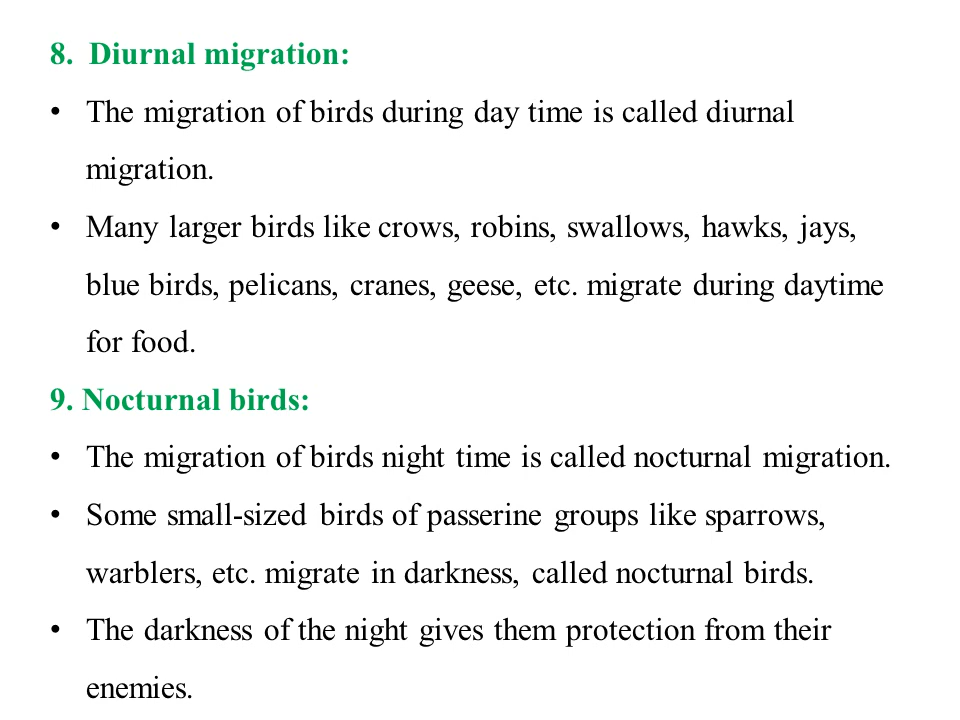 8. Diurnal migration:
• The migration of birds during day time is called diurnal
migration.
• Many larger birds like crows, robins, swallows, hawks, jays,
blue birds, pelicans, cranes, geese, etc. migrate during daytime
for food.
9. Nocturnal birds:
• The migration of birds night time is called nocturnal migration.
• Some small-sized birds of passerine groups like sparrows,
warblers, etc. migrate in darkness, called nocturnal birds.
• The darkness of the night gives them protection from their
enemies.